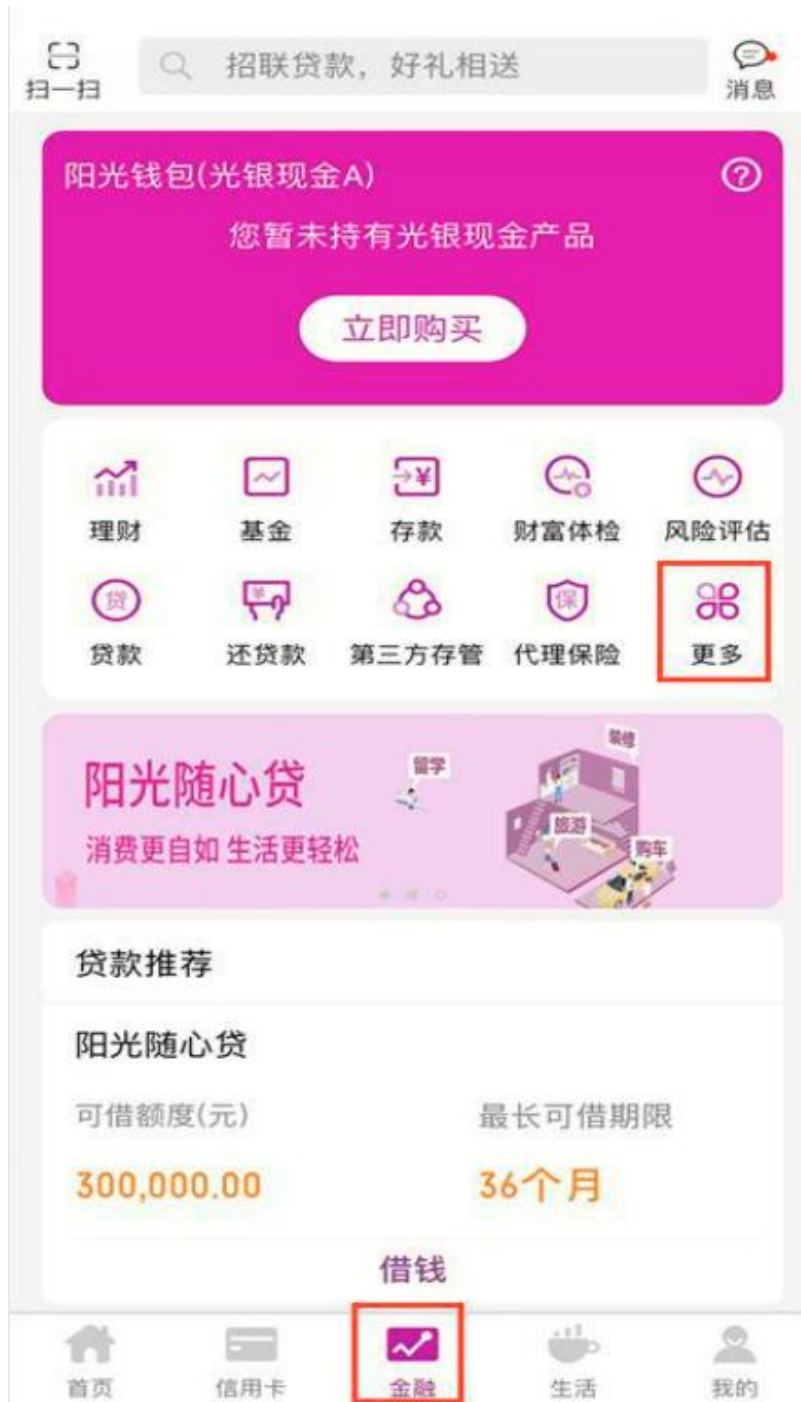 扫一扫
招联贷款，好礼相送
消息
阳光钱包(光银现金A)
您暂未持有光银现金产品
立即购买
理财 基金 存款 财富体检 风险评估
贷 保
贷款 还贷款 第三方存管 代理保险 更多
阳光随心贷
消费更自如 生活更轻松
留学
装修
旅游
购车
贷款推荐
阳光随心贷
可借额度(元) 最长可借期限
300,000.00 36个月
借钱
首页 信用卡 金融 生活 我的